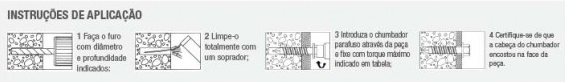 INSTRUÇÕES DE APLICAÇÃO
1 Faça o furo
com diâmetro
e profundidade
indicados;
2 Limpe-o
totalmente com
um soprador;
3 Introduza o chumbador
parafuso através da peça
e fixe com torque máximo
indicado em tabela;
4 Certifique-se de que
a cabeça do chumbador
encostos na face da
peça.